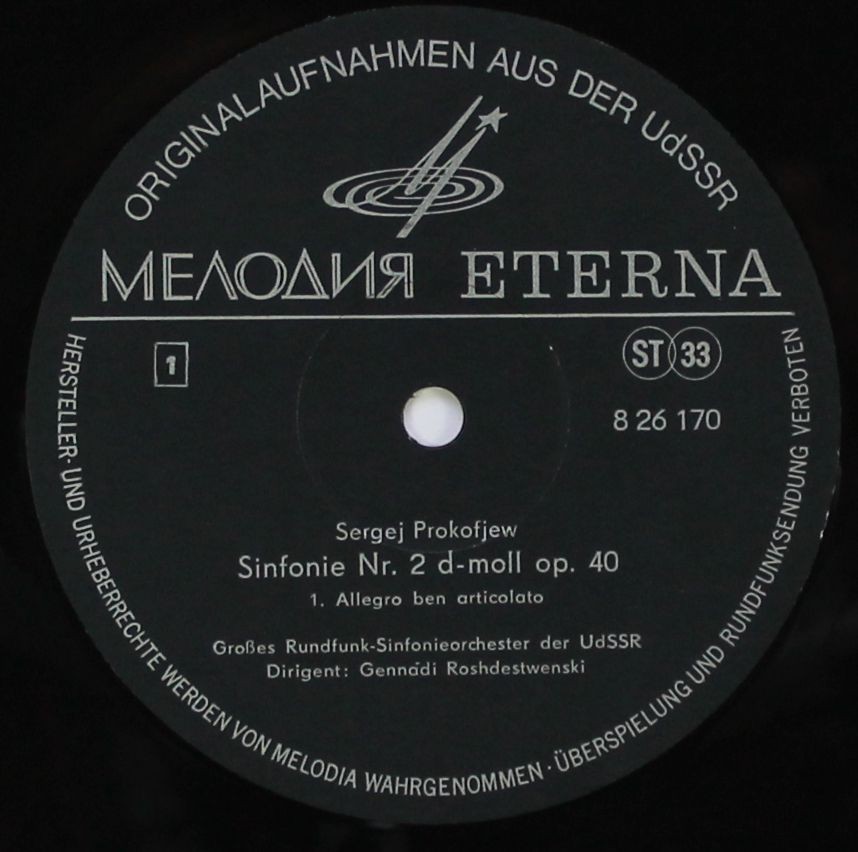 ORIGINALAUFNAHMEN AUS DER UdSSR
МЕЛОДИЯ ETERNA
1
ST 33
8 26 170
Sergej Prokofjew
Sinfonie Nr. 2 d-moll op. 40
1. Allegro ben articolato
Großes Rundfunk-Sinfonieorchester der UdSSR
Dirigent: Gennadi Roshdestwenski
HERSTELLER- UND URHEBERRECHTE WERDEN VON MELODIA WAHRGENOMMEN · ÜBERSPIELUNG UND RUNDFUNKSENDUNG VERBOTEN